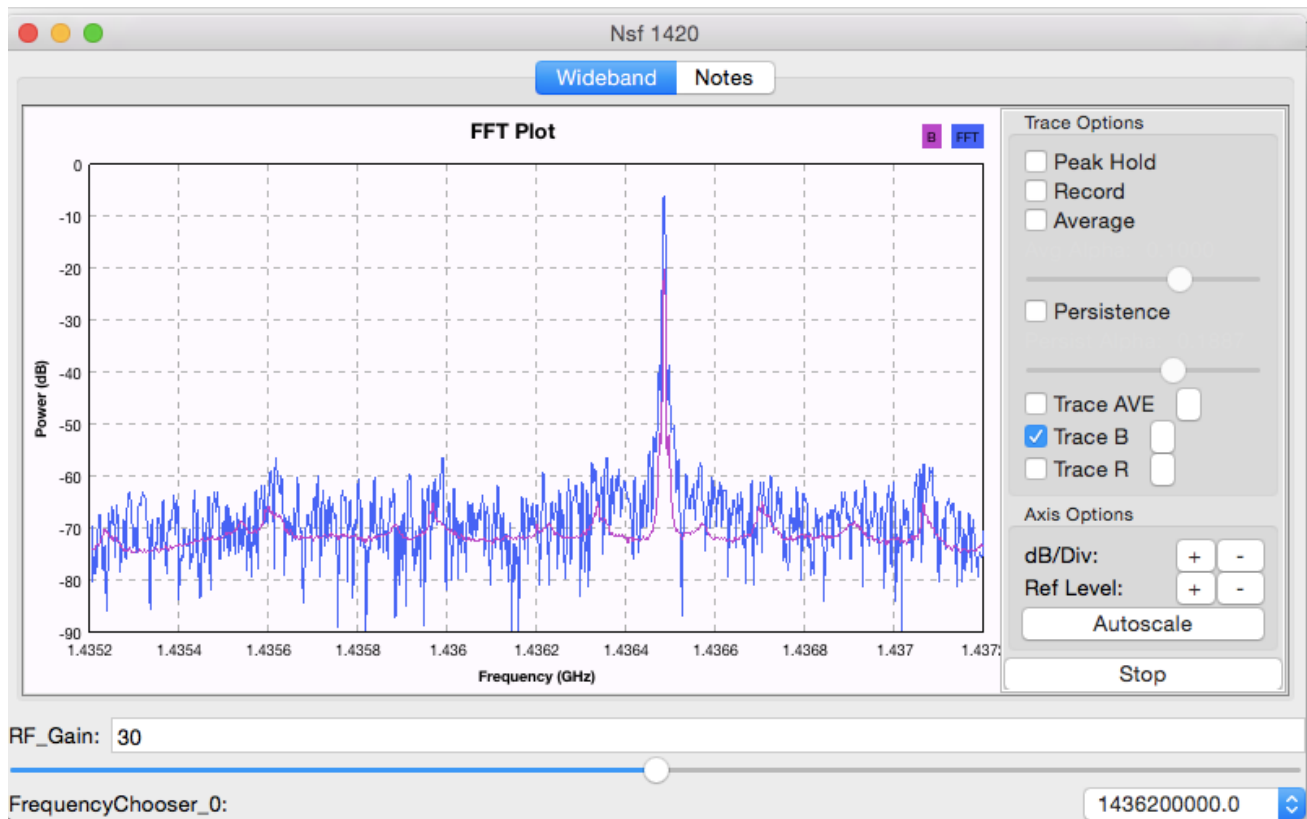 Nsf 1420
Wideband Notes
FFT Plot
B FFT
0
-10
-20
-30
-40
-50
-60
-70
-80
-90
Power (dB)
1.4352 1.4354 1.4356 1.4358 1.436 1.4362 1.4364 1.4366 1.4368 1.437 1.437
Frequency (GHz)
Trace Options
Peak Hold
Record
Average
Persistence
Trace AVE
Trace B
Trace R
Axis Options
dB/Div: + -
Ref Level: + -
Autoscale
Stop
RF_Gain: 30
FrequencyChooser_0: 1436200000.0